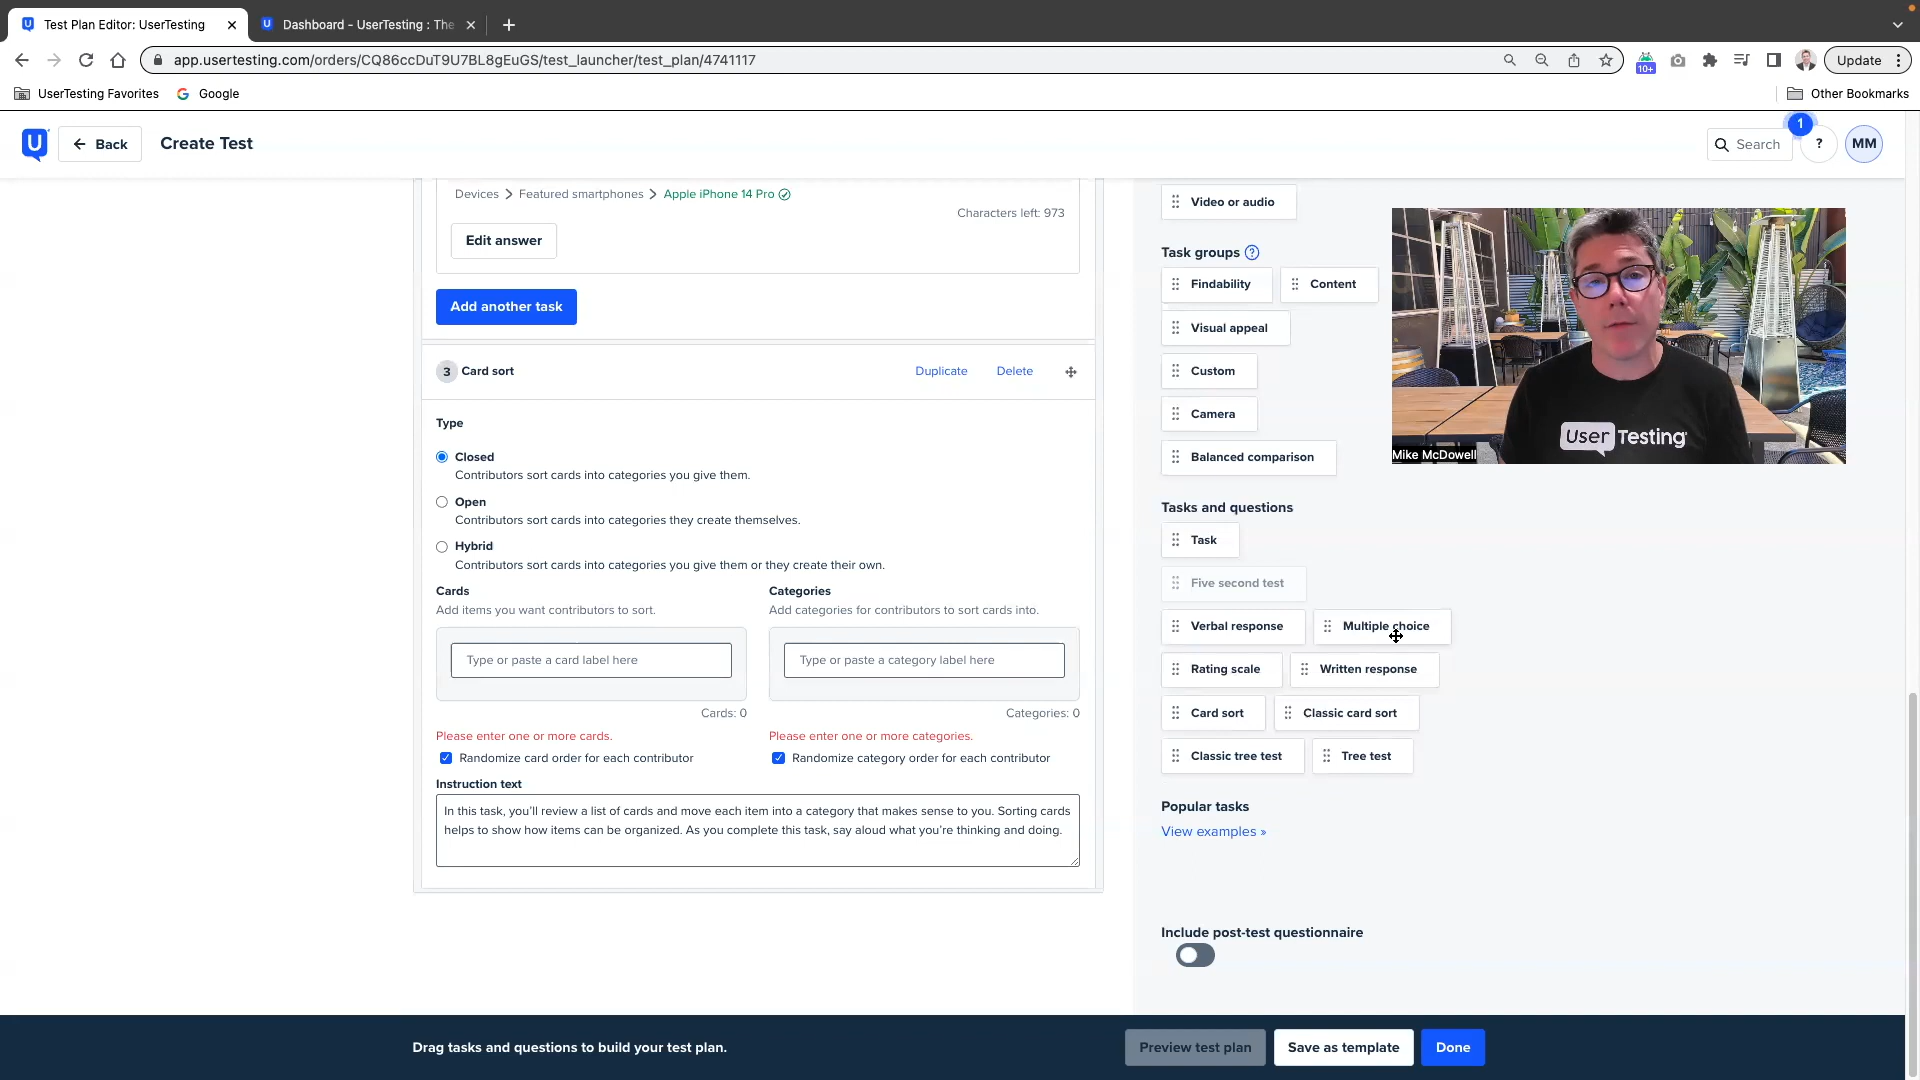 Test Plan Editor: UserTesting
Dashboard - UserTesting : The
app.usertesting.com/orders/CQ86ccDuT9U7BL8gEuGS/test_launcher/test_plan/4741117
10+
Update
UserTesting Favorites
Google
Other Bookmarks
U
Back
Create Test
Search
1
?
MM
Devices > Featured smartphones > Apple iPhone 14 Pro
Characters left: 973
Edit answer
Add another task
3 Card sort
Duplicate
Delete
Type
Closed
Contributors sort cards into categories you give them.
Open
Contributors sort cards into categories they create themselves.
Hybrid
Contributors sort cards into categories you give them or they create their own.
Cards
Add items you want contributors to sort.
Type or paste a card label here
Cards: 0
Please enter one or more cards.
Randomize card order for each contributor
Categories
Add categories for contributors to sort cards into.
Type or paste a category label here
Categories: 0
Please enter one or more categories.
Randomize category order for each contributor
Instruction text
In this task, you'll review a list of cards and move each item into a category that makes sense to you. Sorting cards
helps to show how items can be organized. As you complete this task, say aloud what you're thinking and doing.
Video or audio
Task groups ?
Findability
Content
Visual appeal
Custom
Camera
Balanced comparison
Tasks and questions
Task
Five second test
Verbal response
Multiple choice
Rating scale
Written response
Card sort
Classic card sort
Classic tree test
Tree test
Popular tasks
View examples »
Include post-test questionnaire
UserTesting
Mike McDowell
Drag tasks and questions to build your test plan.
Preview test plan
Save as template
Done